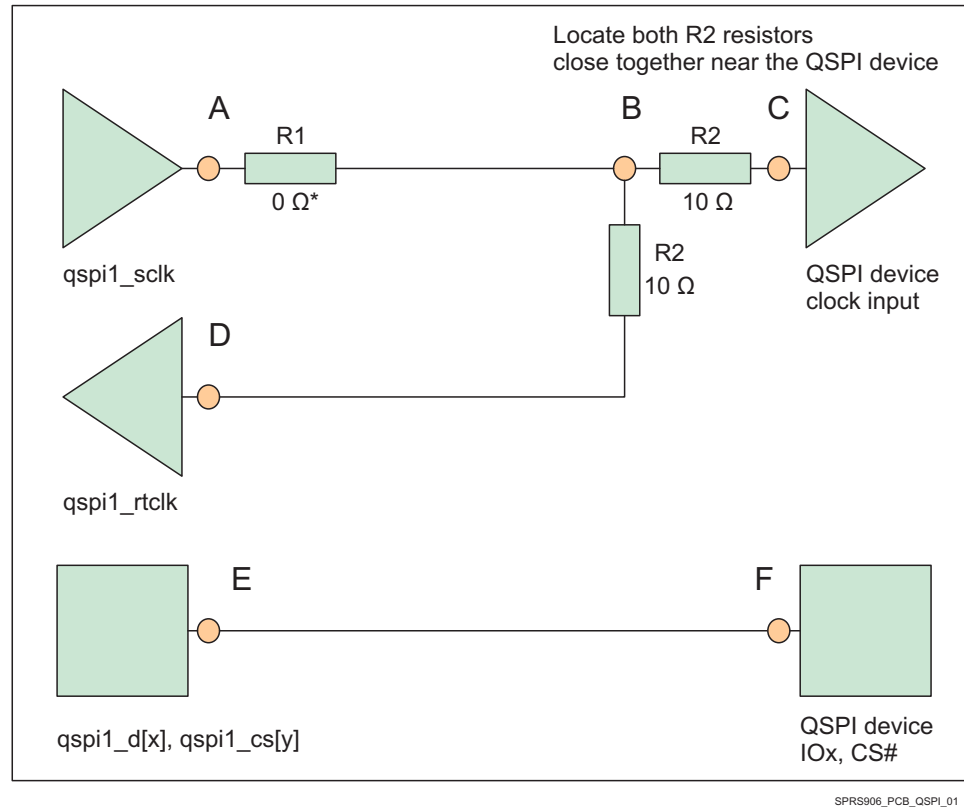 Locate both R2 resistors
close together near the QSPI device
A
B
C
R1
R2
0 Ω*
10 Ω
R2
10 Ω
qspi1_sclk
QSPI device
clock input
D
qspi1_rtclk
E
F
qspi1_d[x], qspi1_cs[y]
QSPI device
IOx, CS#
SPRS906_PCB_QSPI_01